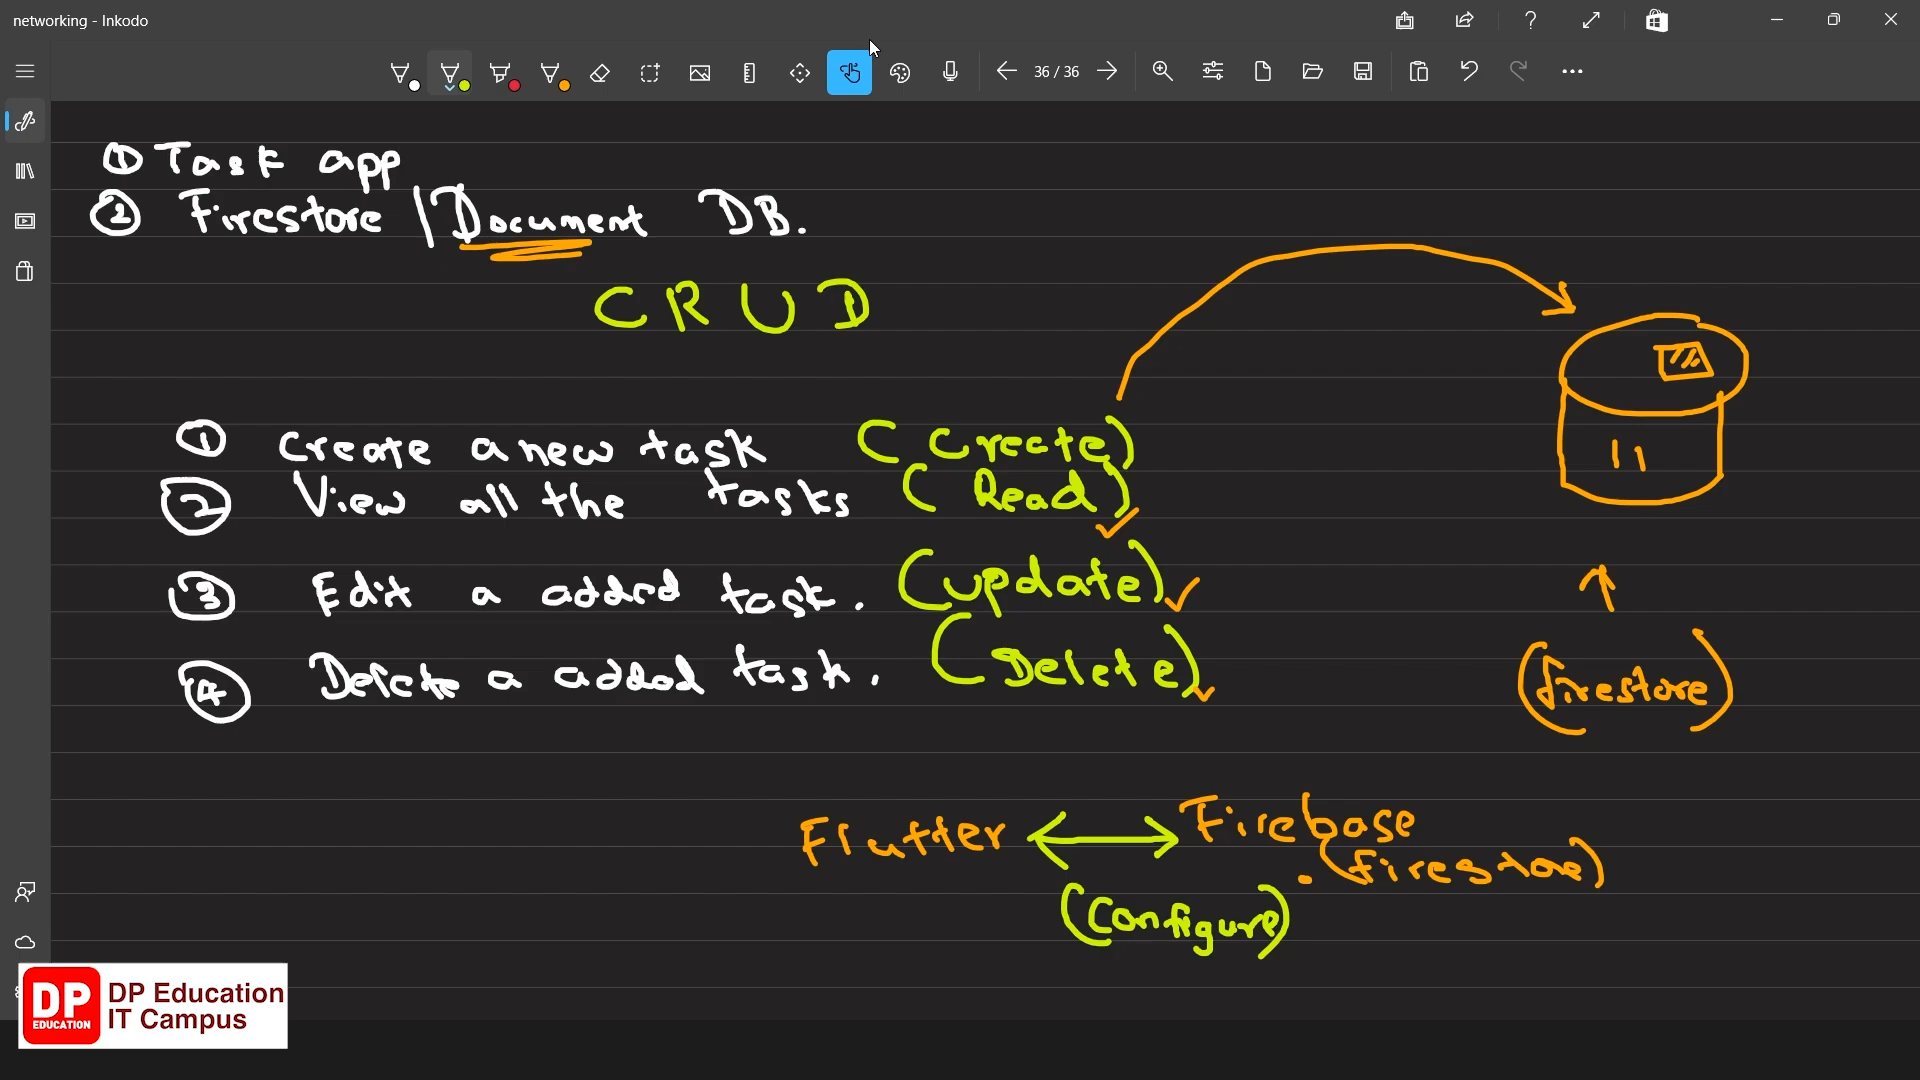 networking - Inkodo
36 / 36
① Task app
② Firestore | Document DB.
C R U D
① Create a new task (Create)
② View all the tasks (Read)
③ Edit a added task. (update)
④ Delete a added task. (Delete)
(firestore)
Flutter Firebase
(firestore)
(Configure)
DP EDUCATION
DP Education
IT Campus